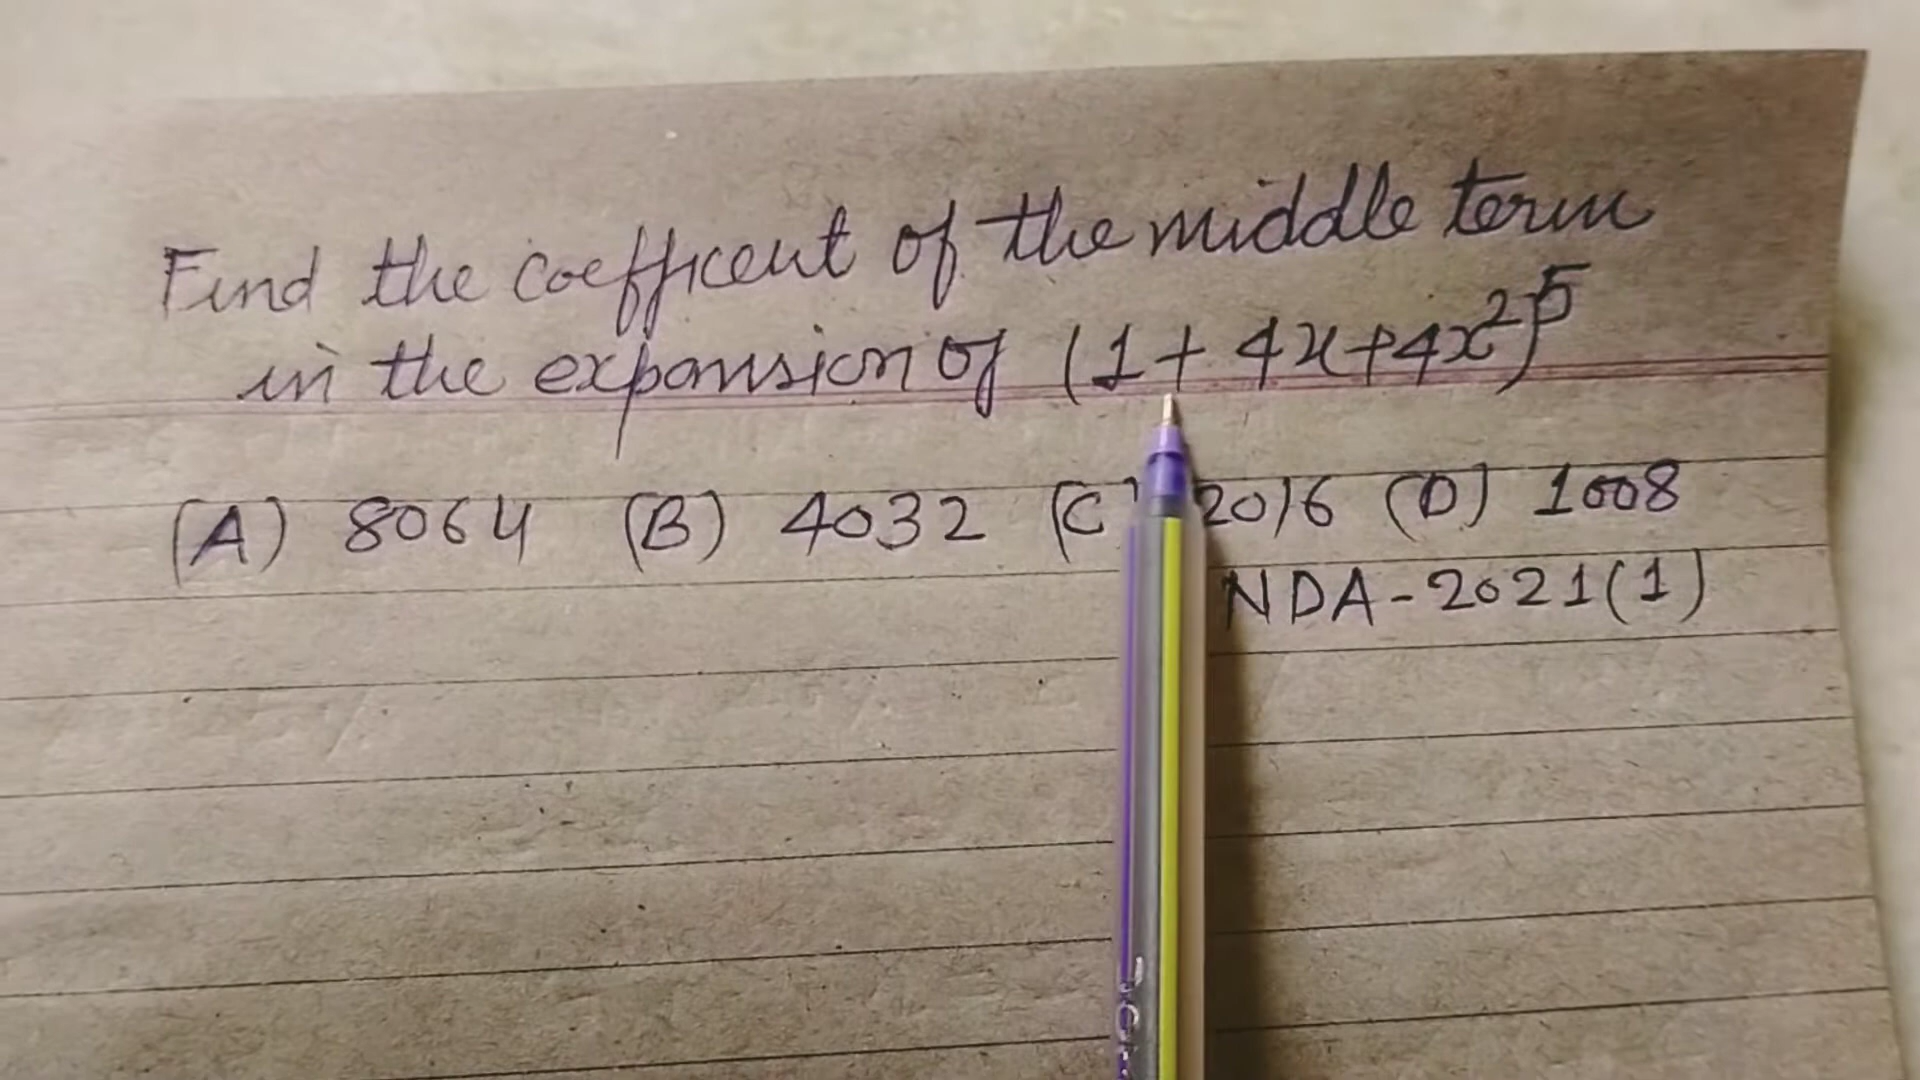 Find the coefficent of the middle term
in the expansion of (1 + 4x + 4x²)⁵
(A) 8064 (B) 4032 (C) 2016 (D) 1008
NDA-2021(1)